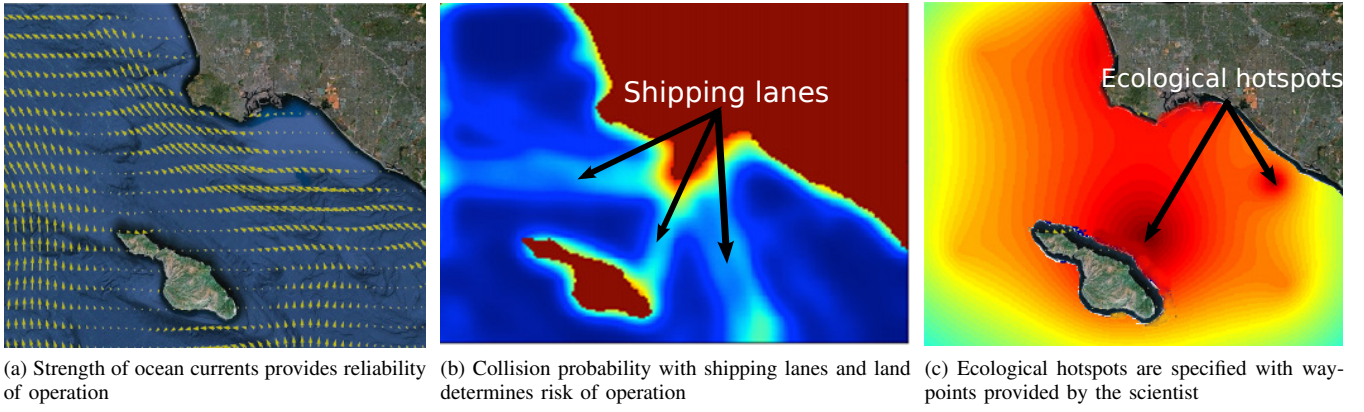 Shipping lanes
Ecological hotspots
(a) Strength of ocean currents provides reliability
of operation
(b) Collision probability with shipping lanes and land
determines risk of operation
(c) Ecological hotspots are specified with way-
points provided by the scientist